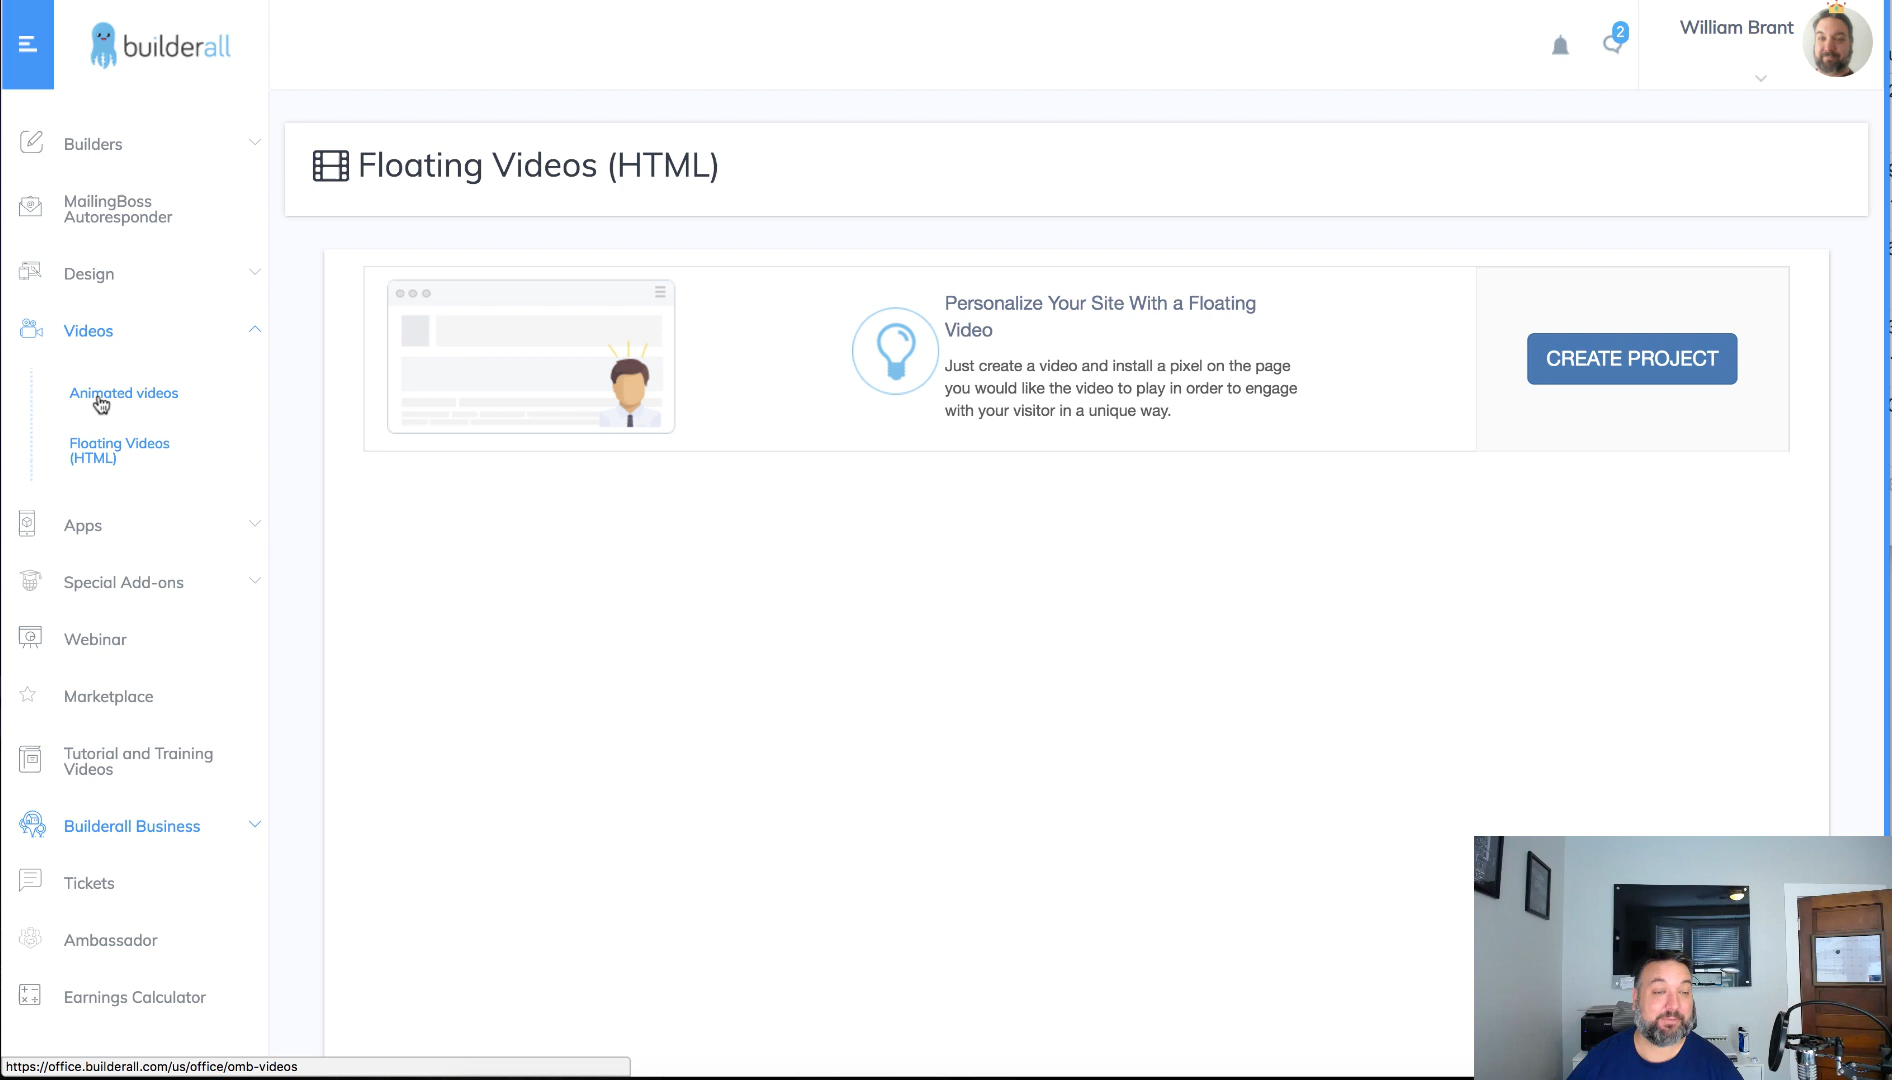 builderall
2
William Brant
Builders
MailingBoss
Autoresponder
Design
Videos
Animated videos
Floating Videos
(HTML)
Apps
Special Add-ons
Webinar
Marketplace
Tutorial and Training
Videos
Builderall Business
Tickets
Ambassador
Earnings Calculator
Floating Videos (HTML)
Personalize Your Site With a Floating
Video
Just create a video and install a pixel on the page
you would like the video to play in order to engage
with your visitor in a unique way.
CREATE PROJECT
https://office.builderall.com/us/office/omb-videos